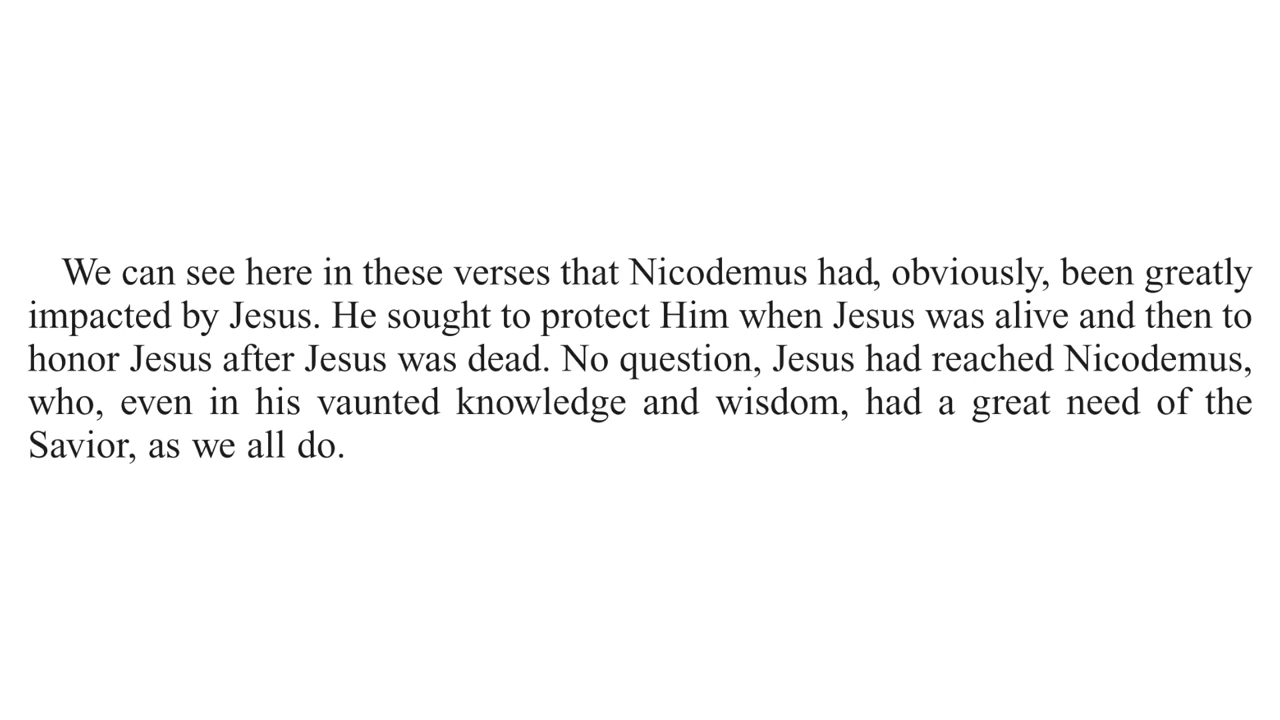 We can see here in these verses that Nicodemus had, obviously, been greatly
impacted by Jesus. He sought to protect Him when Jesus was alive and then to
honor Jesus after Jesus was dead. No question, Jesus had reached Nicodemus,
who, even in his vaunted knowledge and wisdom, had a great need of the
Savior, as we all do.